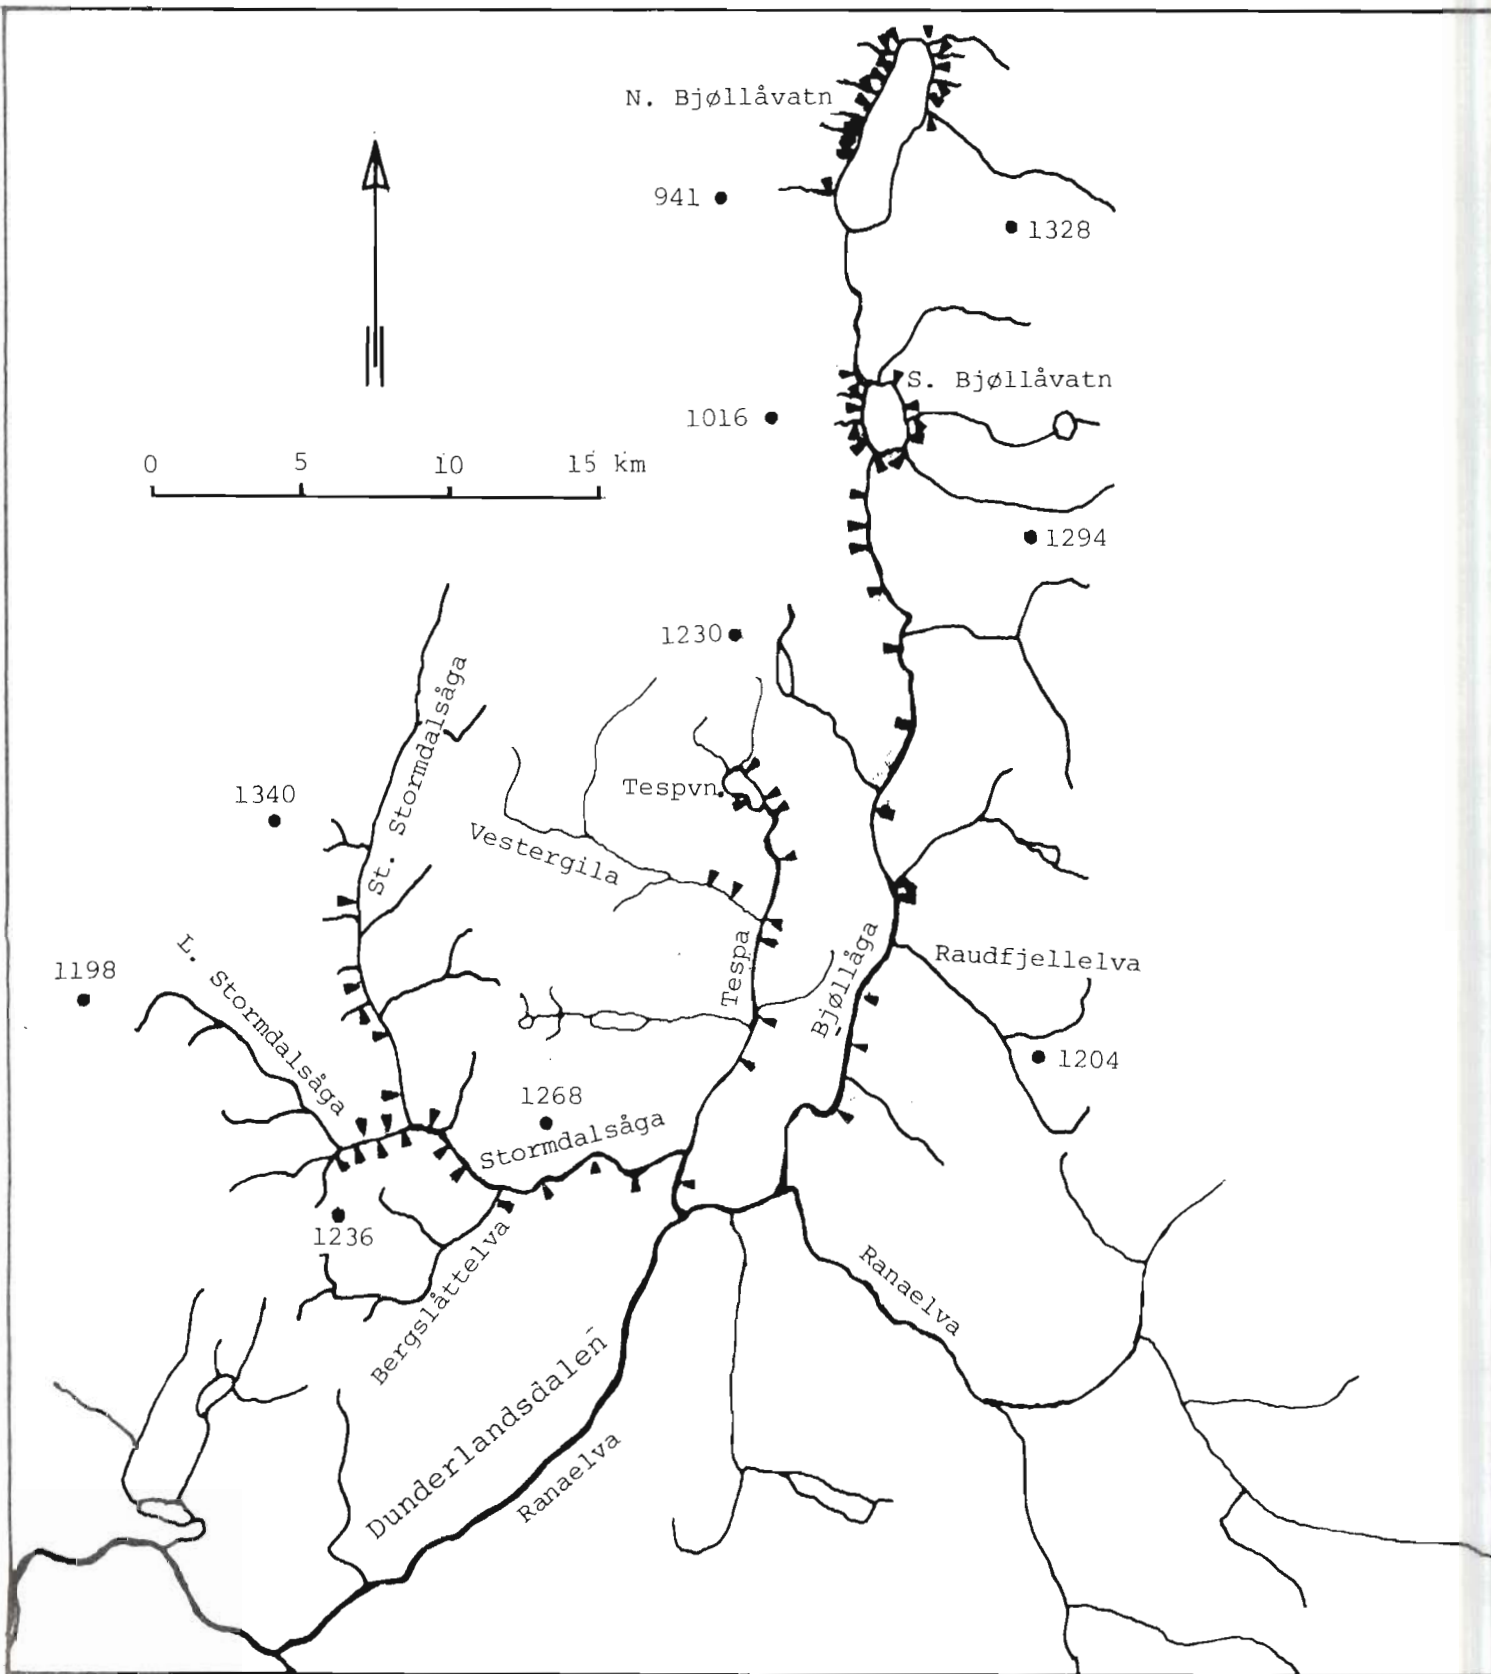 N. Bjøllåvatn
941
1328
S. Bjøllåvatn
1016
0 5 10 15 km
1294
1230
St. Stormdalsåga
Tespvn.
1340
Vestergila
Tespa
Bjøllåga
Raudfjellelva
L. Stormdalsåga
1198
1204
1268
Stormdalsåga
1236
Bergslåttelva
Ranaelva
Dunderlandsdalen
Ranaelva